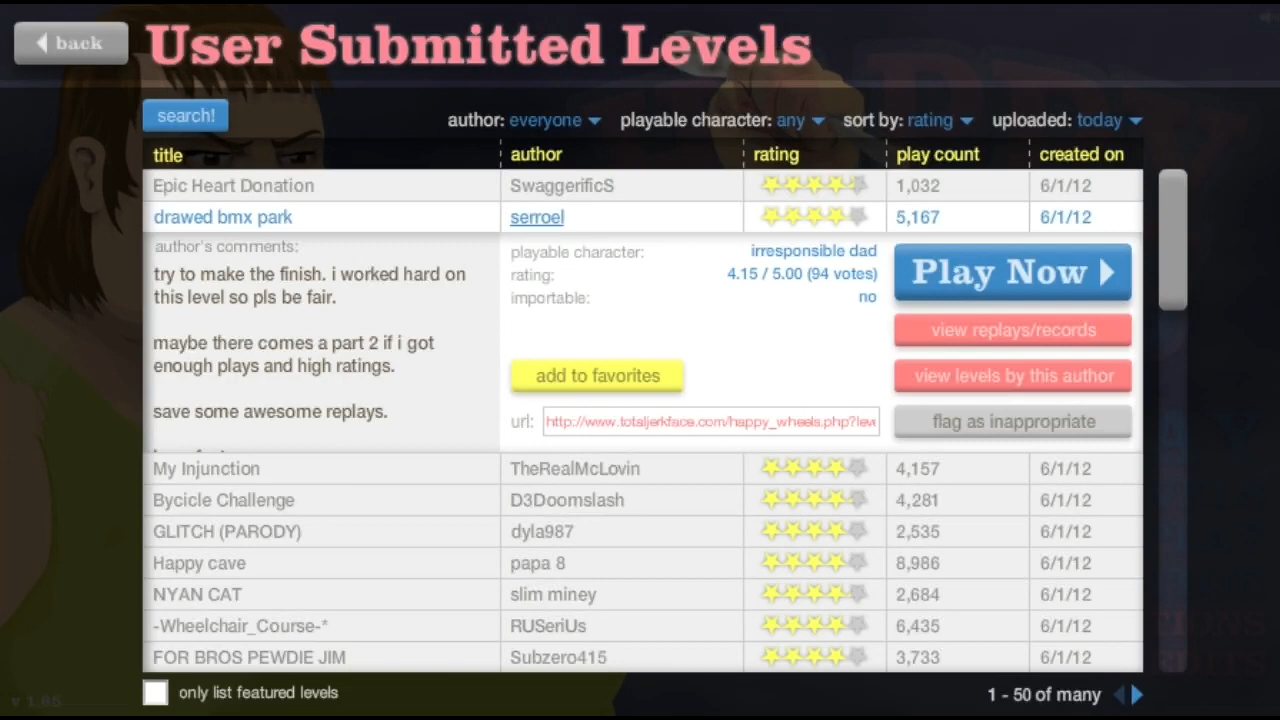 back
User Submitted Levels
search!
author: everyone playable character: any sort by: rating uploaded: today
title author rating play count created on
Epic Heart Donation SwaggerificS 1,032 6/1/12
drawed bmx park serroel 5,167 6/1/12
author's comments:
try to make the finish. i worked hard on
this level so pls be fair.
maybe there comes a part 2 if i got
enough plays and high ratings.
save some awesome replays.
playable character: irresponsible dad
rating: 4.15 / 5.00 (94 votes)
importable: no
add to favorites
url: http://www.totaljerkface.com/happy_wheels.php?lev
Play Now
view replays/records
view levels by this author
flag as inappropriate
My Injunction TheRealMcLovin 4,157 6/1/12
Bycicle Challenge D3Doomslash 4,281 6/1/12
GLITCH (PARODY) dyla987 2,535 6/1/12
Happy cave papa 8 8,986 6/1/12
NYAN CAT slim miney 2,684 6/1/12
-Wheelchair_Course-* RUSeriUs 6,435 6/1/12
FOR BROS PEWDIE JIM Subzero415 3,733 6/1/12
only list featured levels
1 - 50 of many